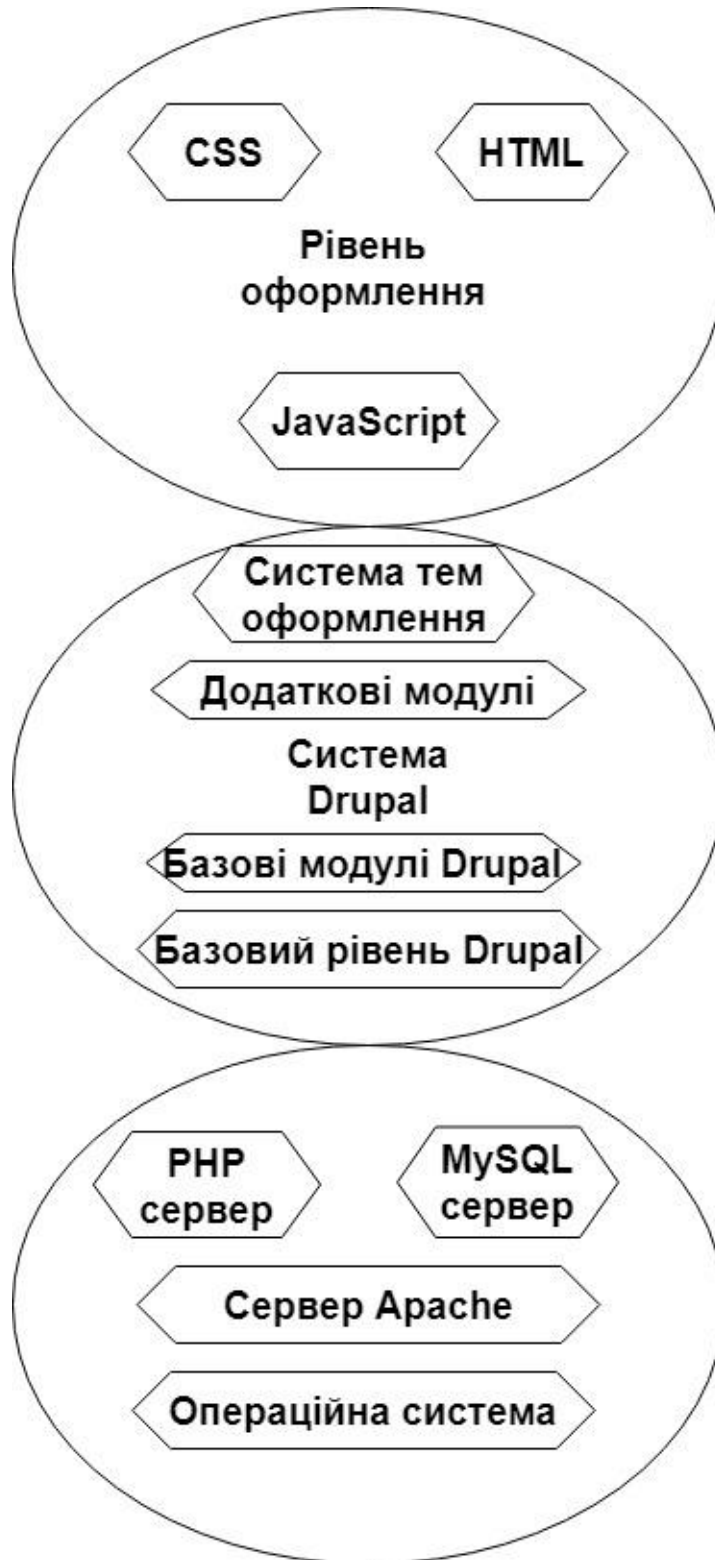 CSS
HTML
Рівень
оформлення
JavaScript
Система тем
оформлення
Додаткові модулі
Система
Drupal
Базові модулі Drupal
Базовий рівень Drupal
PHP
сервер
MySQL
сервер
Сервер Apache
Операційна система